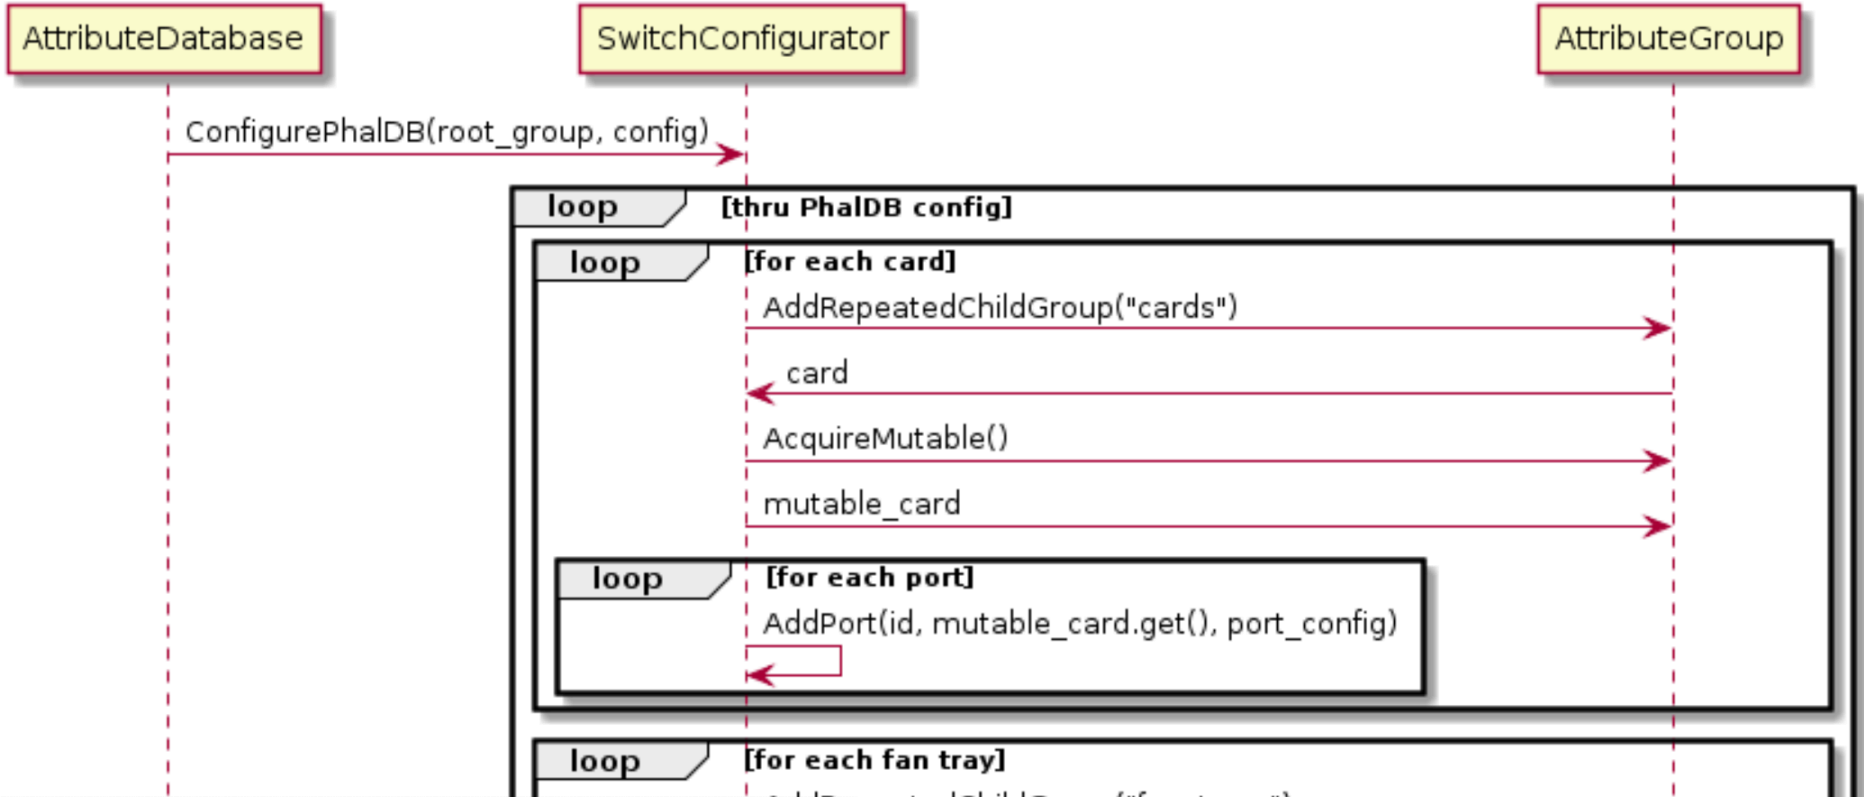 AttributeDatabase
SwitchConfigurator
AttributeGroup
ConfigurePhalDB(root_group, config)
loop [thru PhalDB config]
loop [for each card]
AddRepeatedChildGroup("cards")
card
AcquireMutable()
mutable_card
loop [for each port]
AddPort(id, mutable_card.get(), port_config)
loop [for each fan tray]